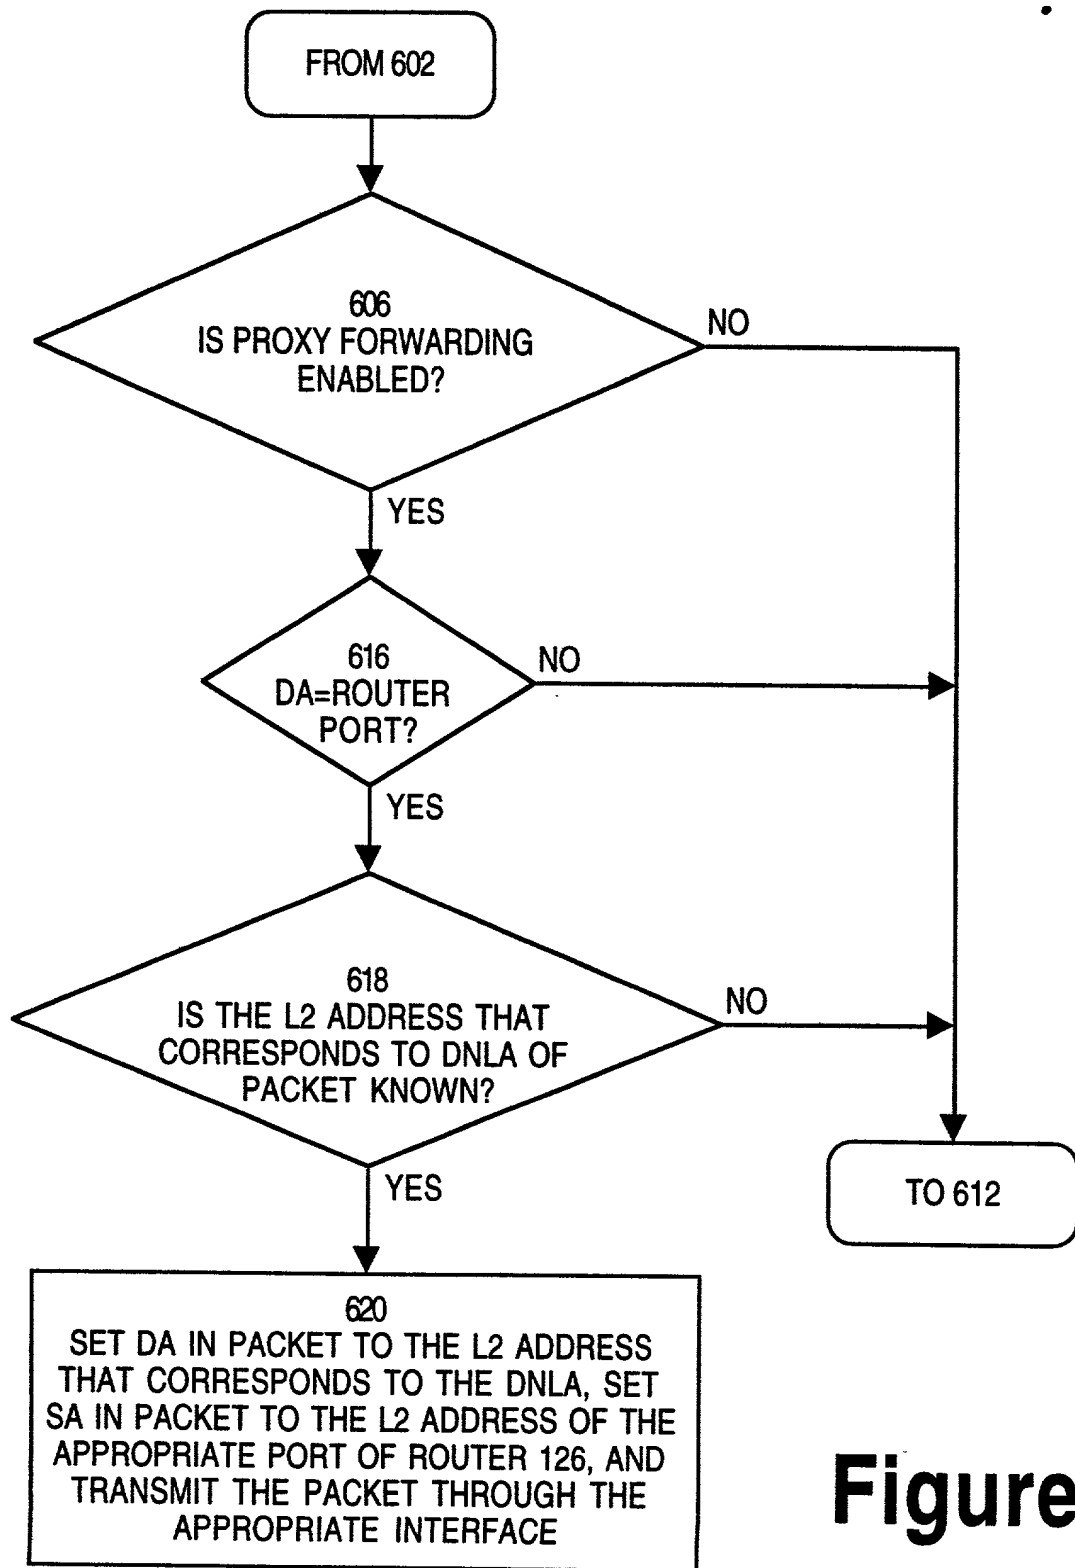 FROM 602
606
IS PROXY FORWARDING
ENABLED?
NO
YES
616
DA=ROUTER
PORT?
NO
YES
618
IS THE L2 ADDRESS THAT
CORRESPONDS TO DNLA OF
PACKET KNOWN?
NO
YES
TO 612
620
SET DA IN PACKET TO THE L2 ADDRESS
THAT CORRESPONDS TO THE DNLA, SET
SA IN PACKET TO THE L2 ADDRESS OF THE
APPROPRIATE PORT OF ROUTER 126, AND
TRANSMIT THE PACKET THROUGH THE
APPROPRIATE INTERFACE
Figure